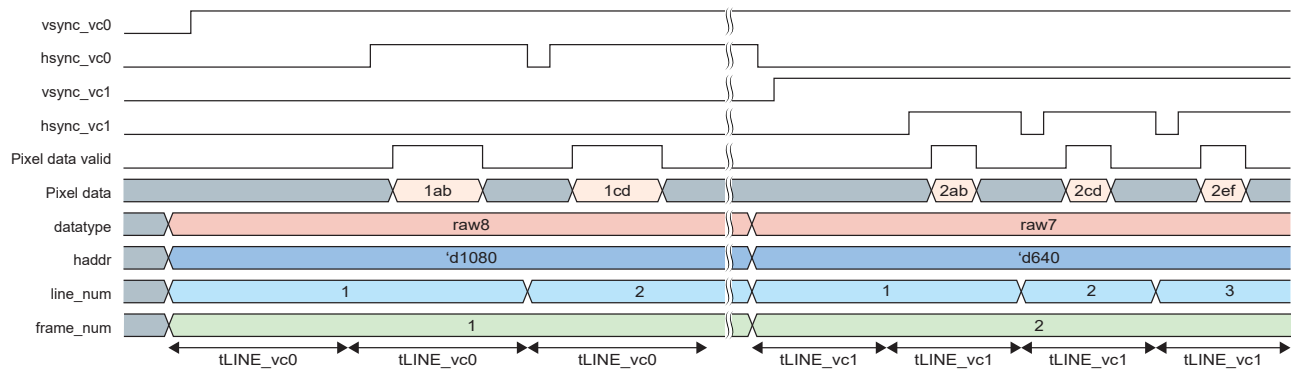 vsync_vc0
hsync_vc0
vsync_vc1
hsync_vc1
Pixel data valid
Pixel data 1ab 1cd 2ab 2cd 2ef
datatype raw8 raw7
haddr 'd1080 'd640
line_num 1 2 1 2 3
frame_num 1 2
tLINE_vc0 tLINE_vc0 tLINE_vc0 tLINE_vc1 tLINE_vc1 tLINE_vc1 tLINE_vc1